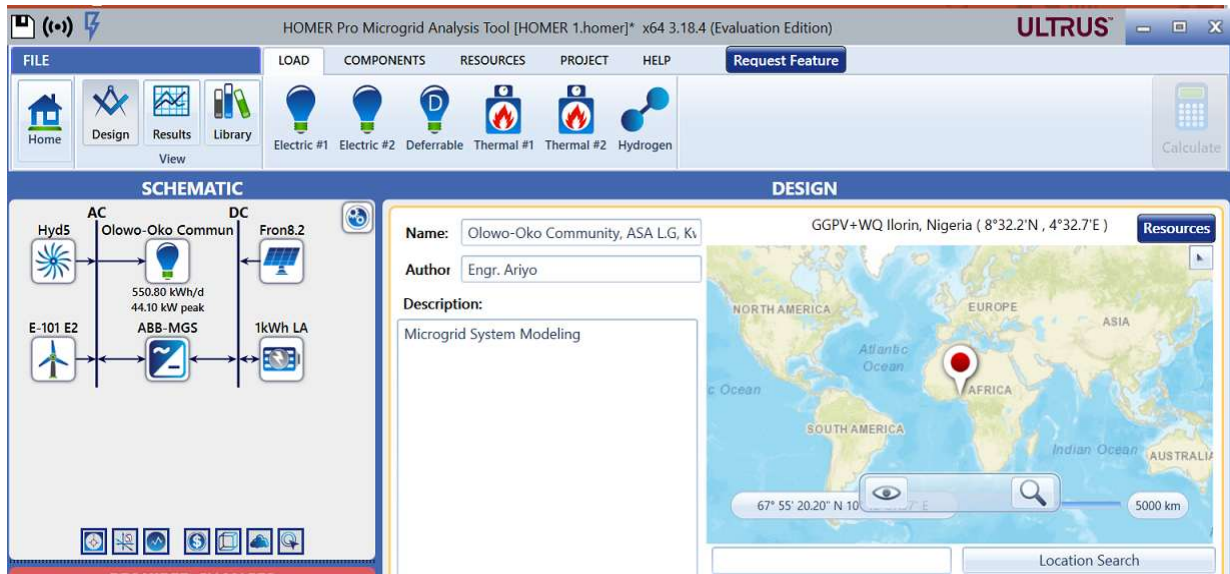 HOMER Pro Microgrid Analysis Tool [HOMER 1.homer]* x64 3.18.4 (Evaluation Edition)
ULTRUS™
FILE
LOAD COMPONENTS RESOURCES PROJECT HELP Request Feature
Home
Design
Results
Library
View
Electric #1
Electric #2
D
Deferrable
Thermal #1
Thermal #2
Hydrogen
Calculate
SCHEMATIC
AC DC
Hyd5 Olowo-Oko Commun Fron8.2
550.80 kWh/d
44.10 kW peak
E-101 E2 ABB-MGS 1kWh LA
DESIGN
Name: Olowo-Oko Community, ASA L.G, Kv
Author Engr. Ariyo
Description:
Microgrid System Modeling
GGPV+WQ Ilorin, Nigeria ( 8°32.2'N , 4°32.7'E )
Resources
NORTH AMERICA
EUROPE
ASIA
Atlantic
Ocean
AFRICA
c Ocean
SOUTH AMERICA
Indian Ocean
AUSTRALIA
67° 55' 20.20" N 10
5000 km
Location Search